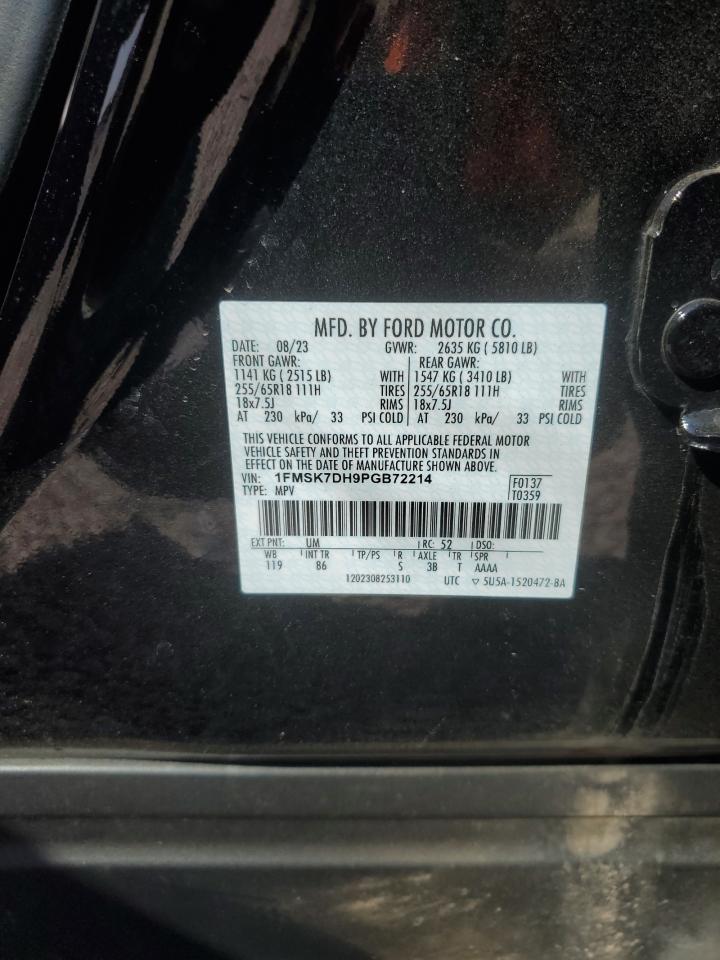 MFD. BY FORD MOTOR CO.
DATE: 08/23 GVWR: 2635 KG ( 5810 LB)
FRONT GAWR: REAR GAWR:
1141 KG ( 2515 LB) WITH 1547 KG ( 3410 LB) WITH
255/65R18 111H TIRES 255/65R18 111H TIRES
18x7.5J RIMS 18x7.5J RIMS
AT 230 kPa/ 33 PSI COLD AT 230 kPa/ 33 PSI COLD
THIS VEHICLE CONFORMS TO ALL APPLICABLE FEDERAL MOTOR
VEHICLE SAFETY AND THEFT PREVENTION STANDARDS IN
EFFECT ON THE DATE OF MANUFACTURE SHOWN ABOVE.
VIN: 1FMSK7DH9PGB72214 F0137
TYPE: MPV T0359
EXT PNT: UM RC: 52 DSO:
WB INT TR TP/PS R AXLE TR SPR
119 86 S 3B T AAAA
1202308253110 UTC ▽ 5U5A-1520472-BA